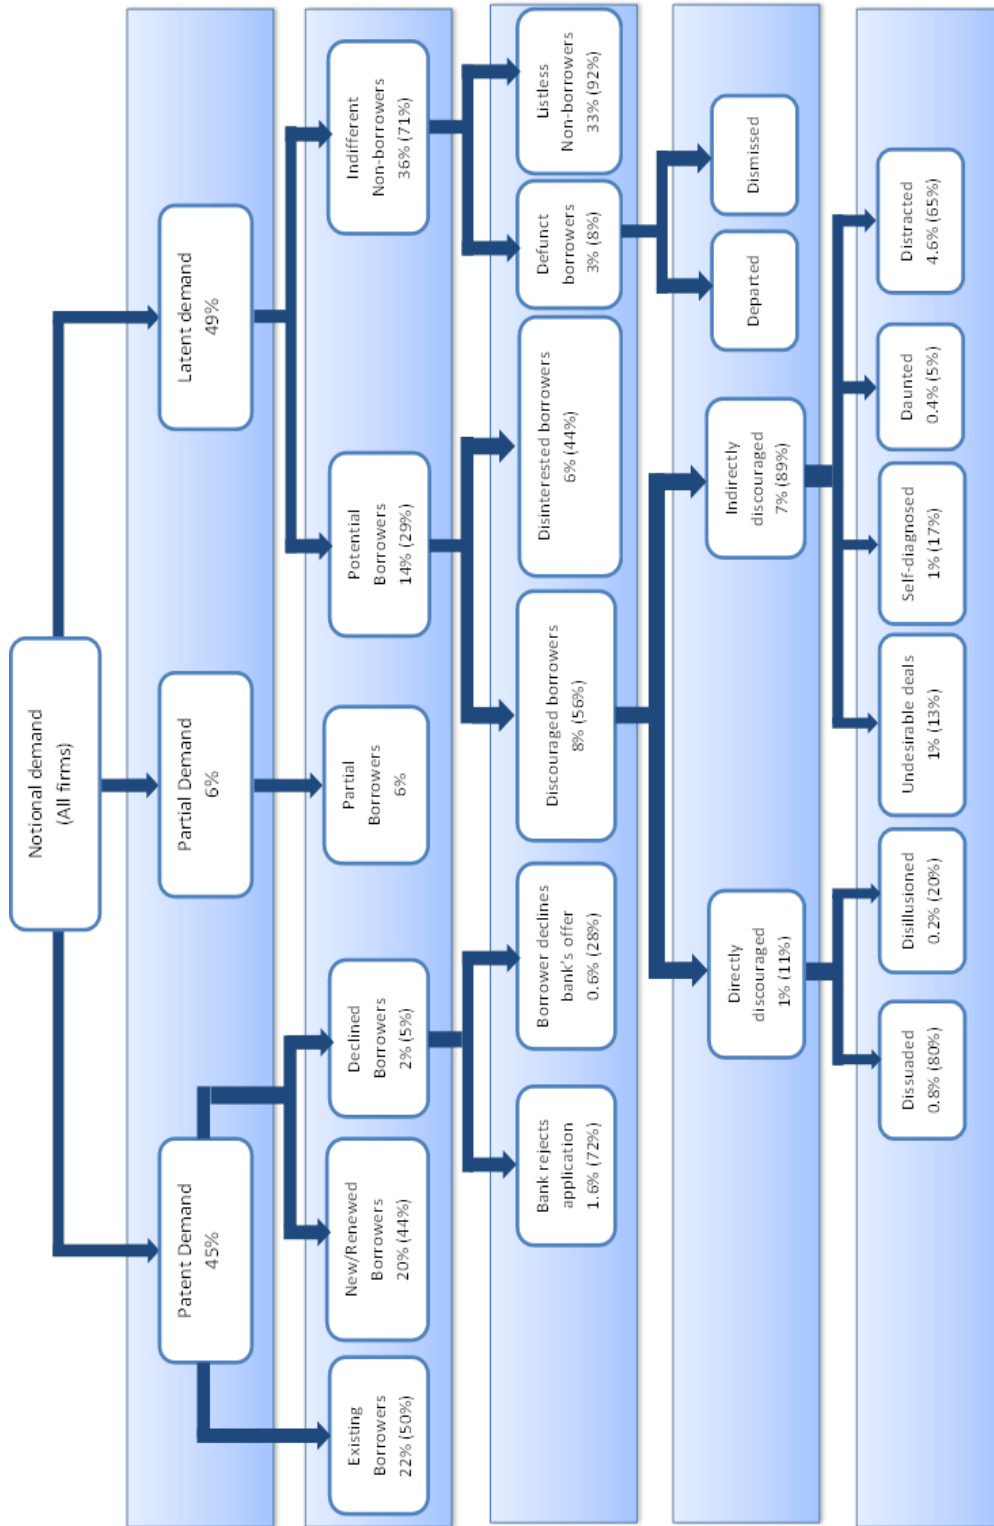 Notional demand
(All firms)
Patent Demand
45%
Partial Demand
6%
Latent demand
49%
Existing
Borrowers
22% (50%)
New/Renewed
Borrowers
20% (44%)
Declined
Borrowers
2% (5%)
Partial
Borrowers
6%
Potential
Borrowers
14% (29%)
Indifferent
Non-borrowers
36% (71%)
Bank rejects
application
1.6% (72%)
Borrower declines
bank's offer
0.6% (28%)
Discouraged borrowers
8% (56%)
Disinterested borrowers
6% (44%)
Defunct
borrowers
3% (8%)
Listless
Non-borrowers
33% (92%)
Directly
discouraged
1% (11%)
Indirectly
discouraged
7% (89%)
Departed
Dismissed
Dissuaded
0.8% (80%)
Disillusioned
0.2% (20%)
Undesirable deals
1% (13%)
Self-diagnosed
1% (17%)
Daunted
0.4% (5%)
Distracted
4.6% (65%)